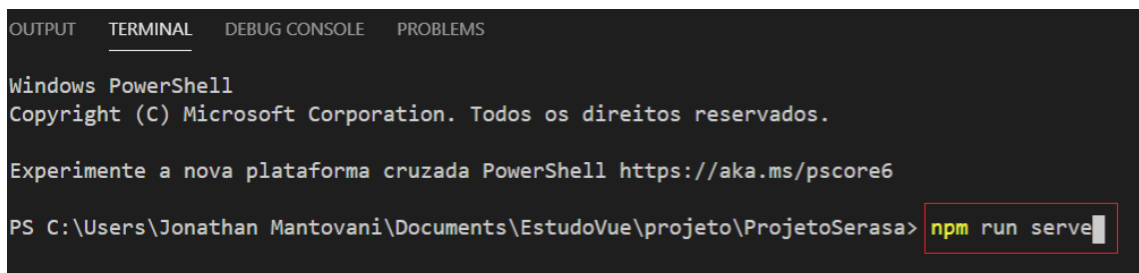 OUTPUT TERMINAL DEBUG CONSOLE PROBLEMS
Windows PowerShell
Copyright (C) Microsoft Corporation. Todos os direitos reservados.
Experimente a nova plataforma cruzada PowerShell https://aka.ms/pscore6
PS C:\Users\Jonathan Mantovani\Documents\EstudoVue\projeto\ProjetoSerasa> npm run serve